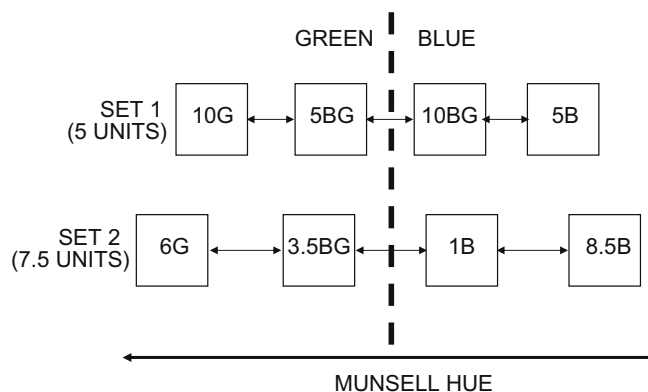 GREEN BLUE
SET 1
(5 UNITS)
10G 5BG 10BG 5B
SET 2
(7.5 UNITS)
6G 3.5BG 1B 8.5B
MUNSELL HUE